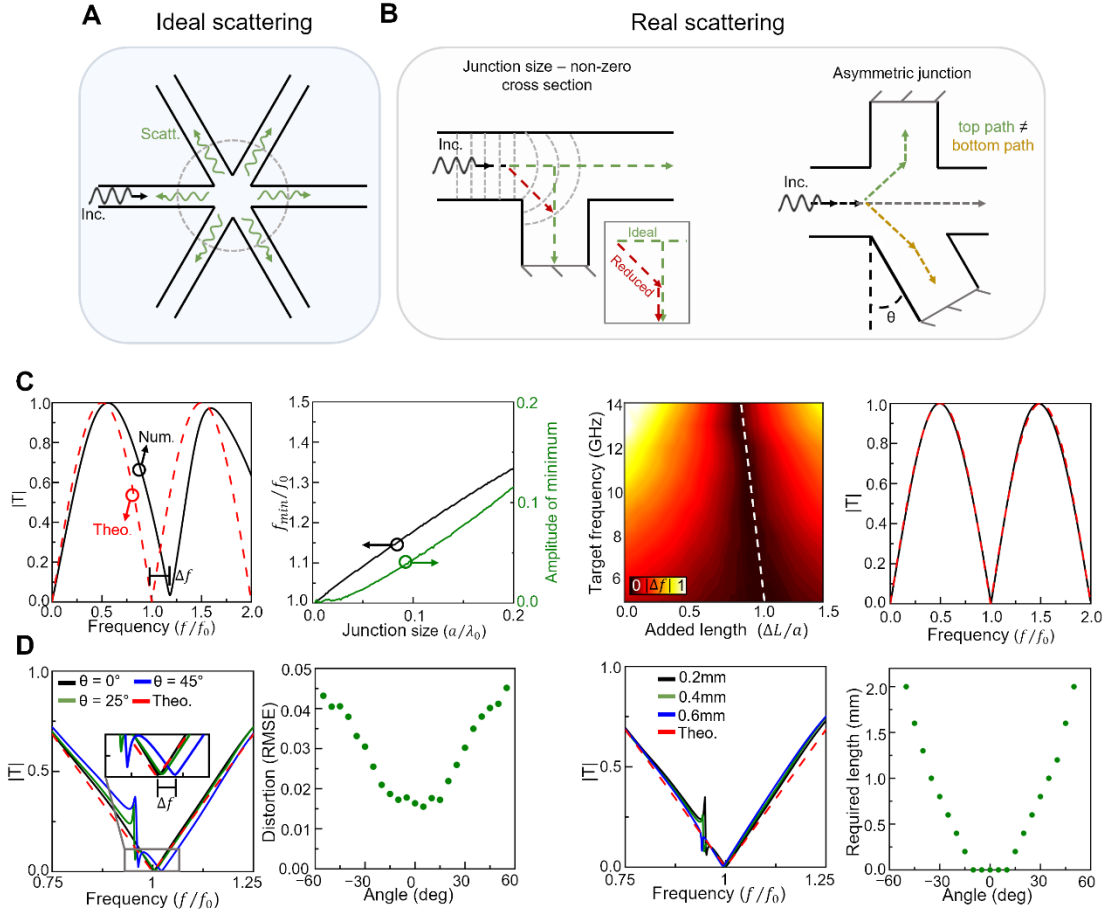 A
Ideal scattering
B
Real scattering
Scatt.
Inc.
Junction size – non-zero
cross section
Inc.
Ideal
Reduced
Asymmetric junction
top path ≠
bottom path
Inc.
θ
C
1.0
0.8
0.6
0.4
0.2
0.0
|T|
Num.
Theo.
Δf
0.0
0.5
1.0
1.5
2.0
Frequency (f/f₀)
1.5
1.4
1.3
1.2
1.1
1.0
f_min/f₀
0.2
0.1
0.0
Amplitude of minimum
0.0
0.1
0.2
Junction size (a/λ₀)
14
12
10
8
6
Target frequency (GHz)
0 Δf 1
0.0
0.5
1.0
1.5
Added length (ΔL/a)
1.0
0.8
0.6
0.4
0.2
0.0
|T|
0.0
0.5
1.0
1.5
2.0
Frequency (f/f₀)
D
θ = 0°
θ = 45°
θ = 25°
Theo.
1
0.5
0.0
|T|
Δf
0.75
1
1.25
Frequency (f/f₀)
0.05
0.04
0.03
0.02
0.01
0.00
Distortion (RMSE)
−60
−30
0
30
60
Angle (deg)
0.2mm
0.4mm
0.6mm
Theo.
1
0.5
0.0
|T|
0.75
1
1.25
Frequency (f/f₀)
2.0
1.6
1.2
2.0
0.4
0.0
Required length (mm)
−60
−30
0
30
60
Angle (deg)